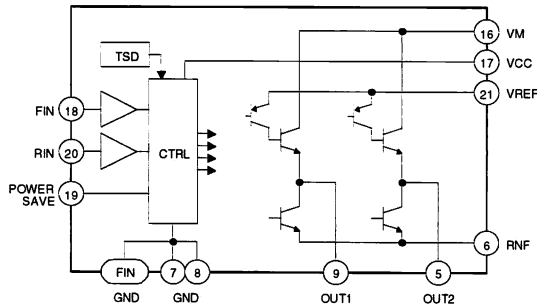 16 VM
TSD
17 VCC
21 VREF
FIN 18
RIN 20
CTRL
POWER
SAVE 19
6 RNF
FIN 7 8 9 5
GND GND OUT1 OUT2